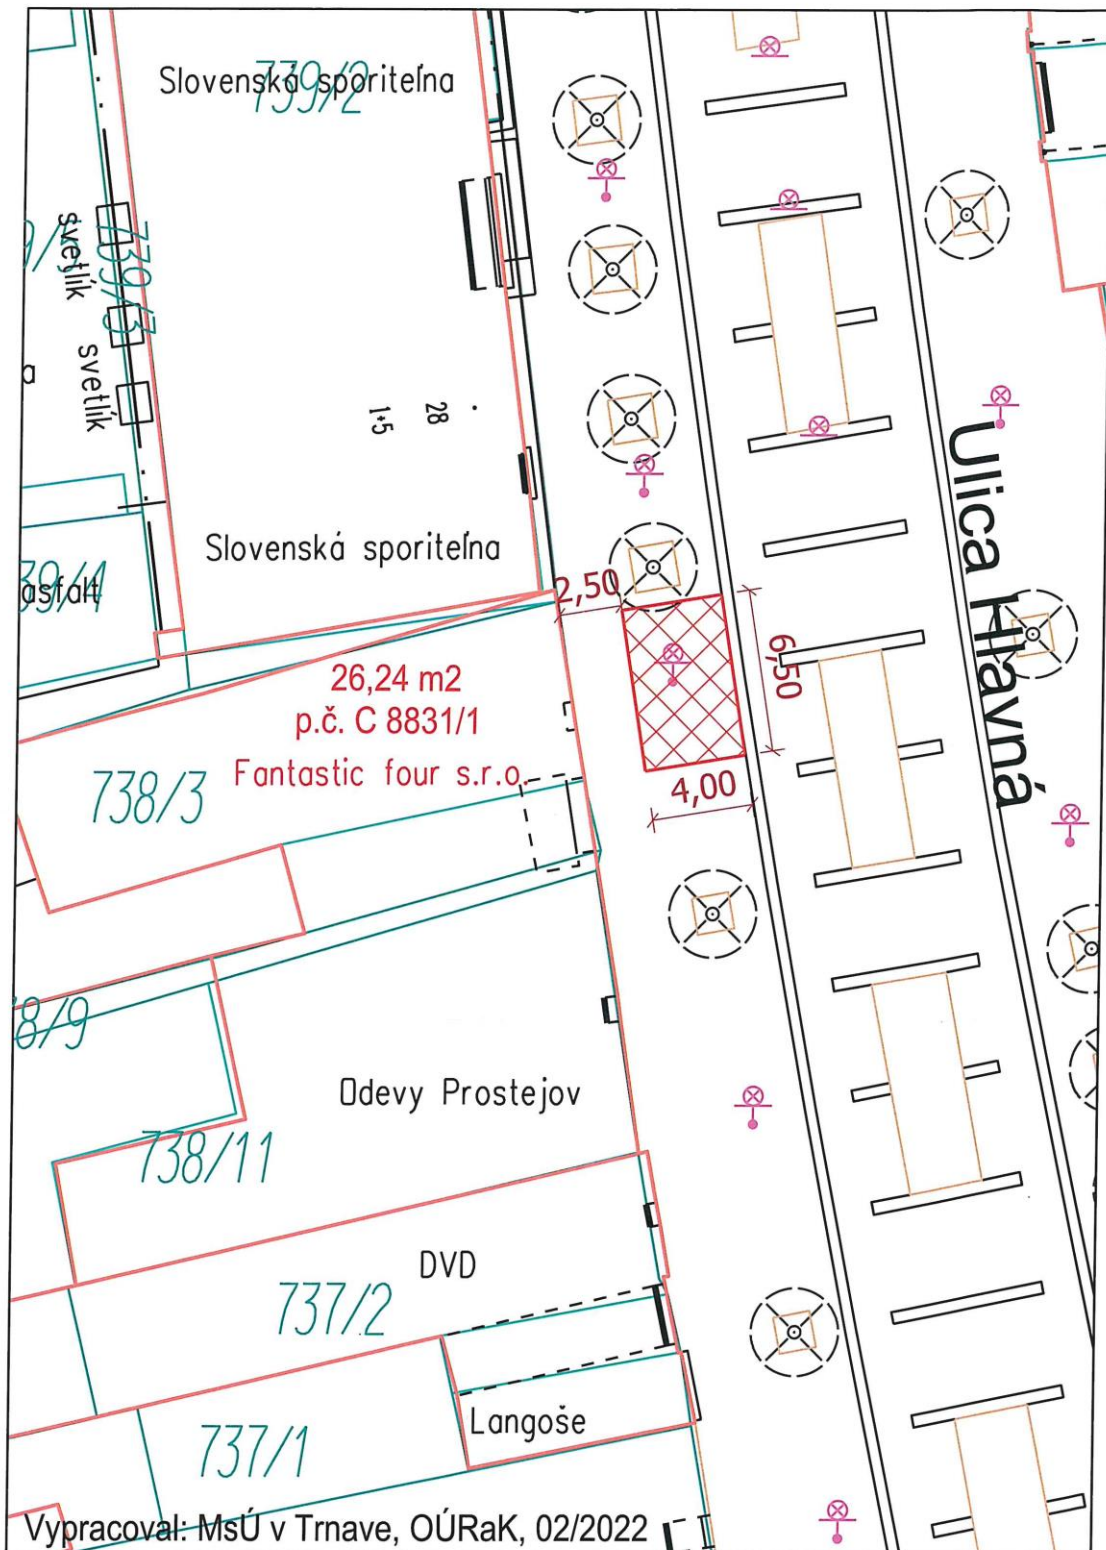 Slovenská sporiteľna
739/2
svetlík
739/3
svetlík
28
1+5
Ulica Hlavná
Slovenská sporiteľna
asfalt
2,50
6,50
26,24 m2
p.č. C 8831/1
Fantastic four s.r.o.
738/3
4,00
8/9
Odevy Prostejov
738/11
DVD
737/2
Langoše
737/1
Vypracoval: MsÚ v Trnave, OÚRaK, 02/2022